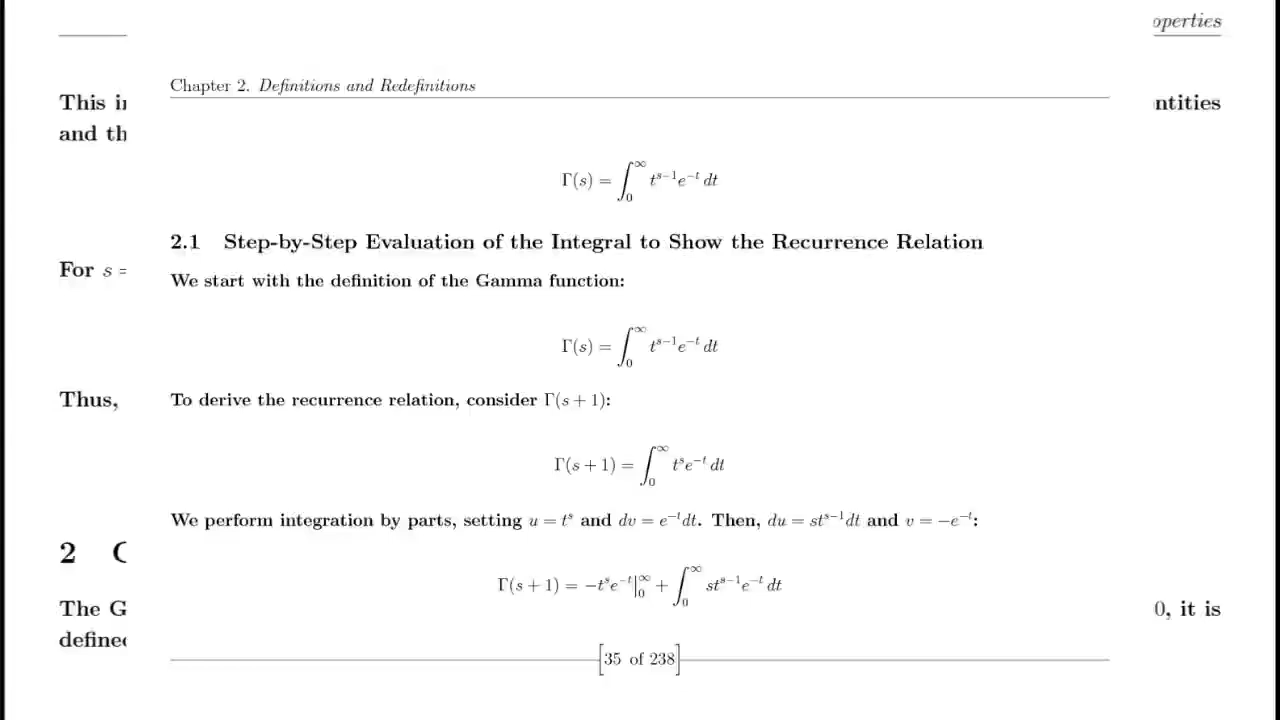 operties
This i
ntities
and th
Chapter 2. Definitions and Redefinitions
Γ(s) = ∫₀^∞ t^{s−1}e^{−t} dt
2.1 Step-by-Step Evaluation of the Integral to Show the Recurrence Relation
For s =
We start with the definition of the Gamma function:
Γ(s) = ∫₀^∞ t^{s−1}e^{−t} dt
Thus,
To derive the recurrence relation, consider Γ(s + 1):
Γ(s + 1) = ∫₀^∞ t^s e^{−t} dt
We perform integration by parts, setting u = t^s and dv = e^{−t}dt. Then, du = st^{s−1}dt and v = −e^{−t}:
2
Γ(s + 1) = −t^s e^{−t}|₀^∞ + ∫₀^∞ st^{s−1}e^{−t} dt
The G
0, it is
define
[35 of 238]